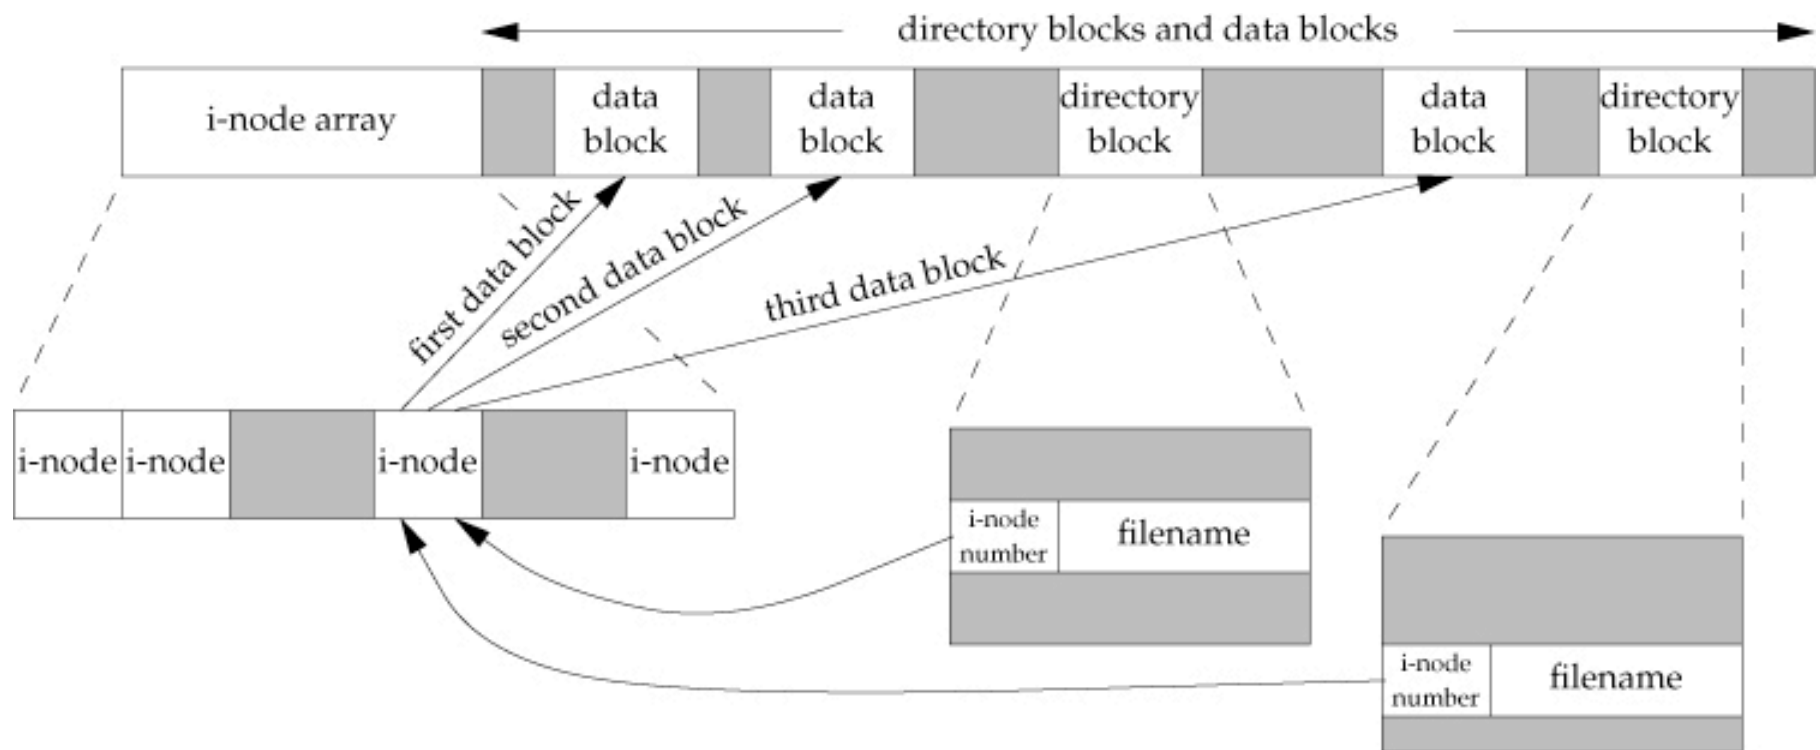 directory blocks and data blocks
i-node array
data
block
data
block
directory
block
data
block
directory
block
first data block
second data block
third data block
i-node
i-node
i-node
i-node
i-node
number
filename
i-node
number
filename